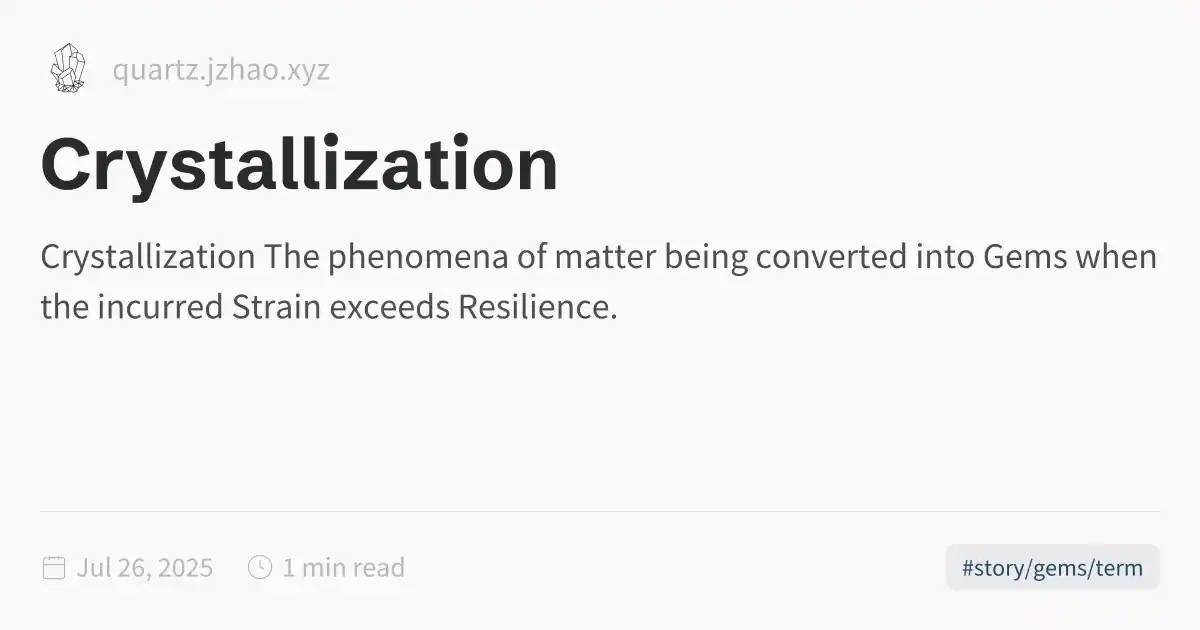 quartz.jzhao.xyz
Crystallization
Crystallization The phenomena of matter being converted into Gems when
the incurred Strain exceeds Resilience.
Jul 26, 2025 1 min read
#story/gems/term